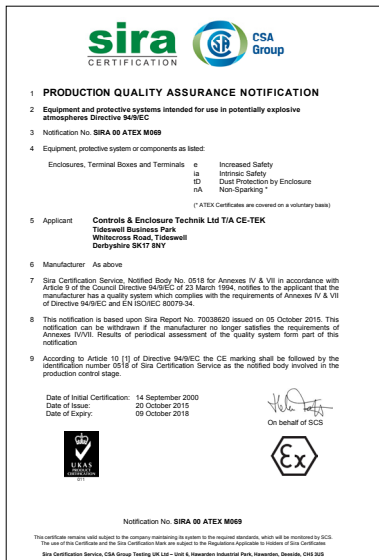 sira
CERTIFICATION
CSA
Group
1 PRODUCTION QUALITY ASSURANCE NOTIFICATION
2 Equipment and protective systems intended for use in potentially explosive
atmospheres Directive 94/9/EC
3 Notification No. SIRA 00 ATEX M069
4 Equipment, protective system or components as listed:
Enclosures, Terminal Boxes and Terminals e Increased Safety
ia Intrinsic Safety
tD Dust Protection by Enclosure
nA Non-Sparking *
(* ATEX Certificates are covered on a voluntary basis)
5 Applicant Controls & Enclosure Technik Ltd T/A CE-TEK
Tideswell Business Park
Whitecross Road, Tideswell
Derbyshire SK17 8NY
6 Manufacturer As above
7 Sira Certification Service, Notified Body No. 0518 for Annexes IV & VII in accordance with
Article 9 of the Council Directive 94/9/EC of 23 March 1994, notifies to the applicant that the
manufacturer has a quality system which complies with the requirements of Annexes IV & VII
of Directive 94/9/EC and EN ISO/IEC 80079-34.
8 This notification is based upon Sira Report No. 70038620 issued on 05 October 2015. This
notification can be withdrawn if the manufacturer no longer satisfies the requirements of
Annexes IV/VII. Results of periodical assessment of the quality system form part of this
notification
9 According to Article 10 [1] of Directive 94/9/EC the CE marking shall be followed by the
identification number 0518 of Sira Certification Service as the notified body involved in the
production control stage.
Date of Initial Certification: 14 September 2000
Date of Issue: 20 October 2015
Date of Expiry: 09 October 2018
On behalf of SCS
UKAS
PRODUCT
CERTIFICATION
011
Ex
Notification No. SIRA 00 ATEX M069
This certificate remains valid subject to the company maintaining its system to the required standards, which will be monitored by SCS.
The use of this Certificate and the Sira Certification Mark are subject to the Regulations Applicable to Holders of Sira Certificates
Sira Certification Service, CSA Group Testing UK Ltd – Unit 6, Hawarden Industrial Park, Hawarden, Deeside, CH5 3US